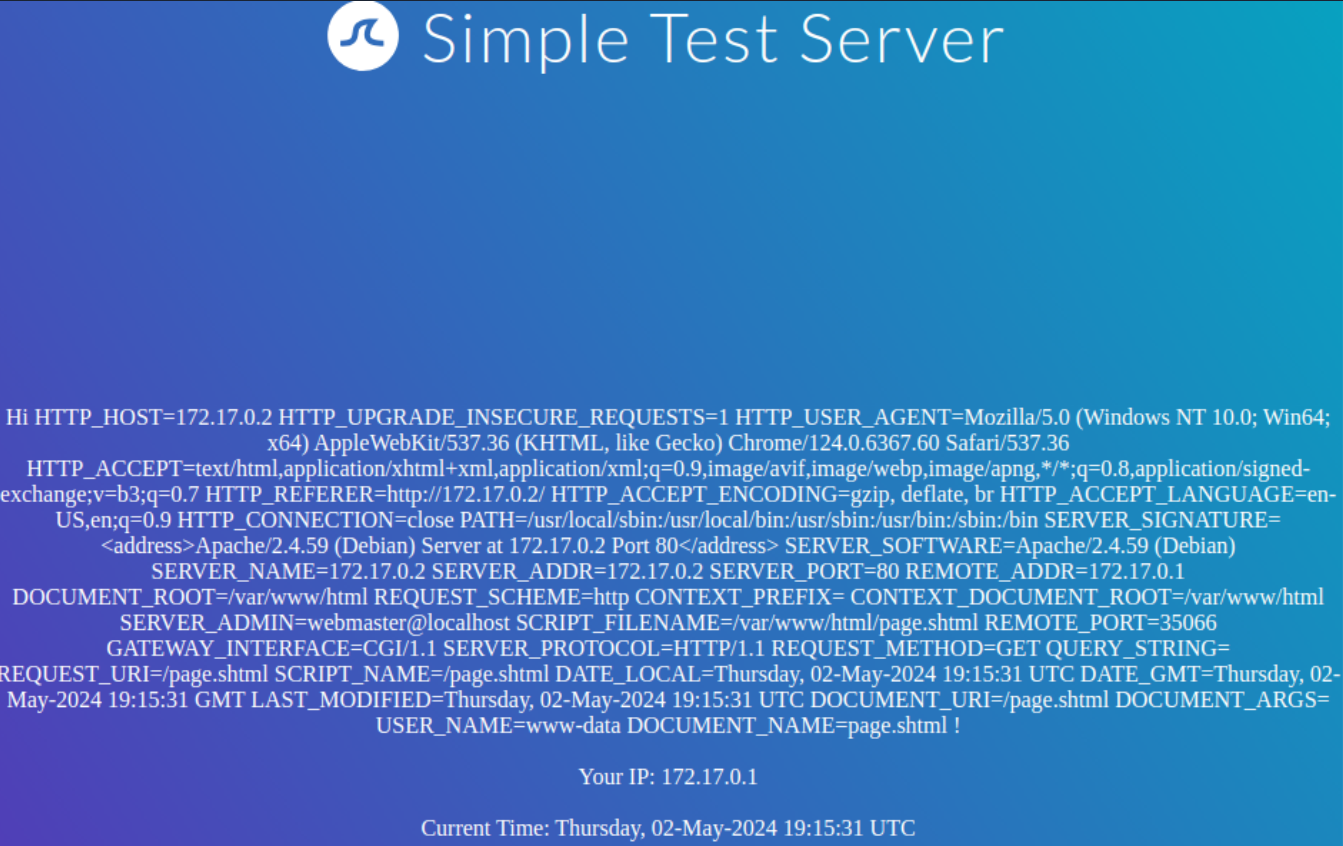 Simple Test Server
Hi HTTP_HOST=172.17.0.2 HTTP_UPGRADE_INSECURE_REQUESTS=1 HTTP_USER_AGENT=Mozilla/5.0 (Windows NT 10.0; Win64;
x64) AppleWebKit/537.36 (KHTML, like Gecko) Chrome/124.0.6367.60 Safari/537.36
HTTP_ACCEPT=text/html,application/xhtml+xml,application/xml;q=0.9,image/avif,image/webp,image/apng,*/*;q=0.8,application/signed-
exchange;v=b3;q=0.7 HTTP_REFERER=http://172.17.0.2/ HTTP_ACCEPT_ENCODING=gzip, deflate, br HTTP_ACCEPT_LANGUAGE=en-
US,en;q=0.9 HTTP_CONNECTION=close PATH=/usr/local/sbin:/usr/local/bin:/usr/sbin:/usr/bin:/sbin:/bin SERVER_SIGNATURE=
<address>Apache/2.4.59 (Debian) Server at 172.17.0.2 Port 80</address> SERVER_SOFTWARE=Apache/2.4.59 (Debian)
SERVER_NAME=172.17.0.2 SERVER_ADDR=172.17.0.2 SERVER_PORT=80 REMOTE_ADDR=172.17.0.1
DOCUMENT_ROOT=/var/www/html REQUEST_SCHEME=http CONTEXT_PREFIX= CONTEXT_DOCUMENT_ROOT=/var/www/html
SERVER_ADMIN=webmaster@localhost SCRIPT_FILENAME=/var/www/html/page.shtml REMOTE_PORT=35066
GATEWAY_INTERFACE=CGI/1.1 SERVER_PROTOCOL=HTTP/1.1 REQUEST_METHOD=GET QUERY_STRING=
REQUEST_URI=/page.shtml SCRIPT_NAME=/page.shtml DATE_LOCAL=Thursday, 02-May-2024 19:15:31 UTC DATE_GMT=Thursday, 02-
May-2024 19:15:31 GMT LAST_MODIFIED=Thursday, 02-May-2024 19:15:31 UTC DOCUMENT_URI=/page.shtml DOCUMENT_ARGS=
USER_NAME=www-data DOCUMENT_NAME=page.shtml !
Your IP: 172.17.0.1
Current Time: Thursday, 02-May-2024 19:15:31 UTC